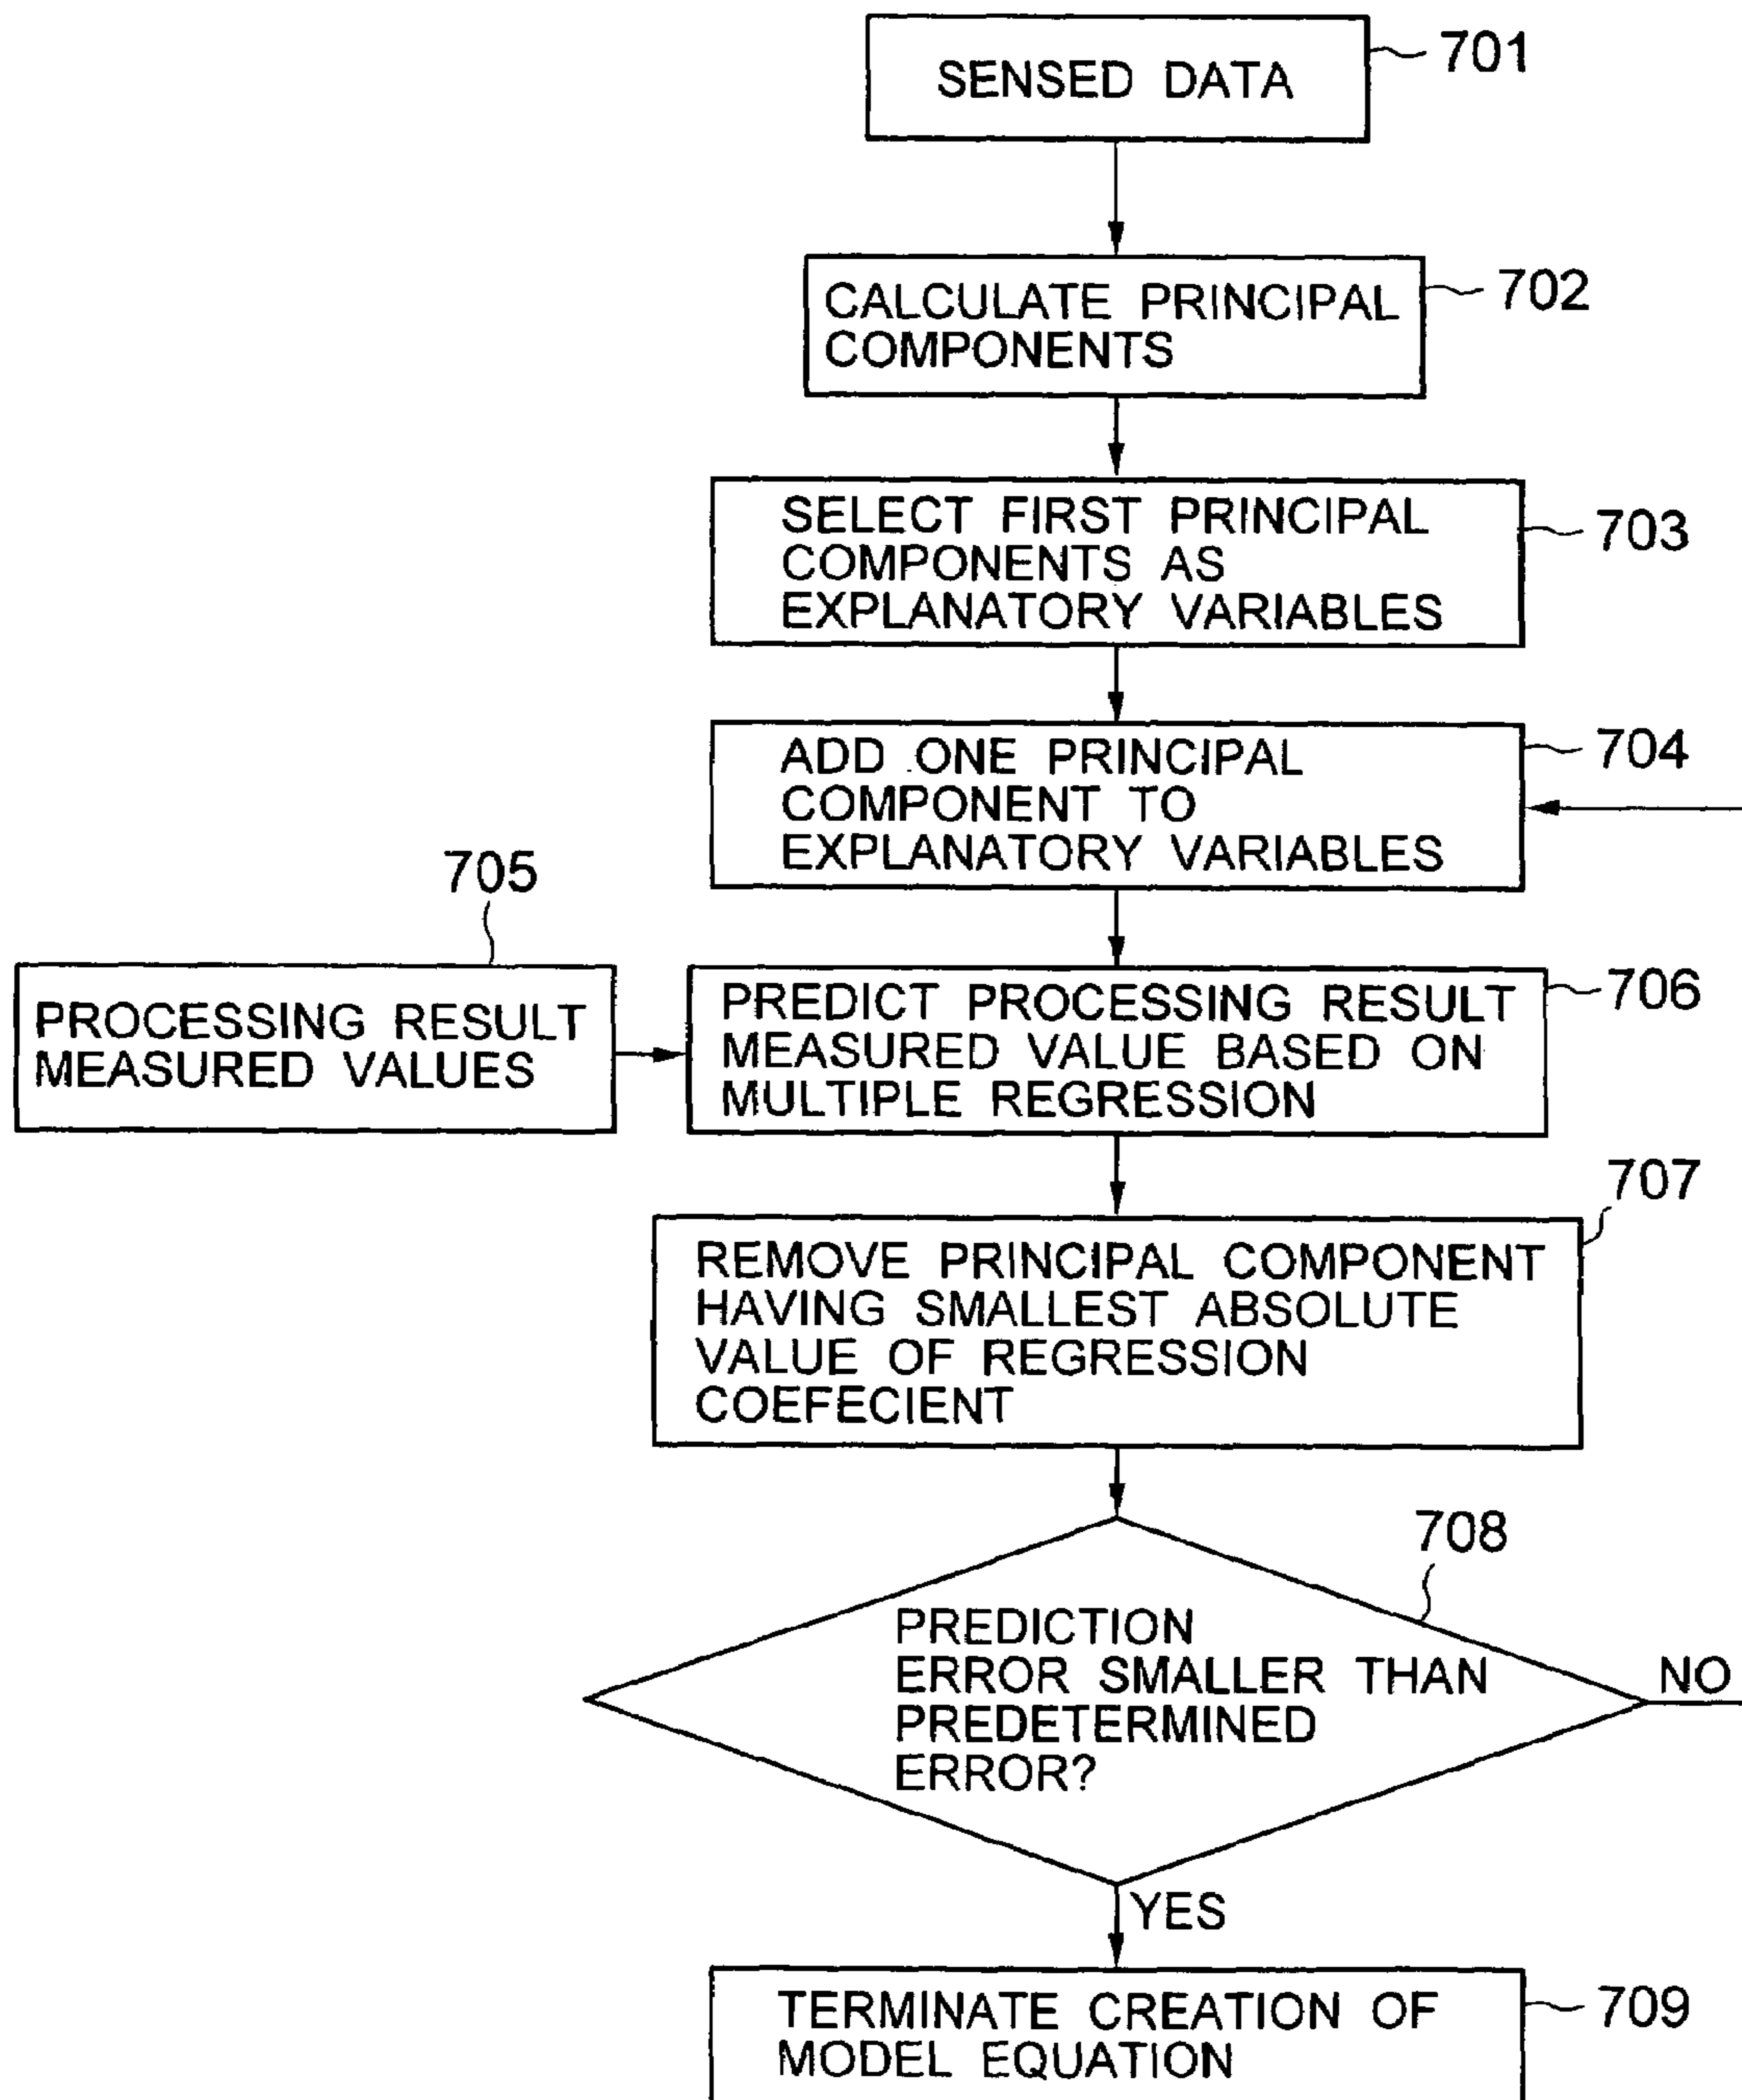 701
SENSED DATA
702
CALCULATE PRINCIPAL
COMPONENTS
703
SELECT FIRST PRINCIPAL
COMPONENTS AS
EXPLANATORY VARIABLES
704
ADD ONE PRINCIPAL
COMPONENT TO
EXPLANATORY VARIABLES
705
PROCESSING RESULT
MEASURED VALUES
706
PREDICT PROCESSING RESULT
MEASURED VALUE BASED ON
MULTIPLE REGRESSION
707
REMOVE PRINCIPAL COMPONENT
HAVING SMALLEST ABSOLUTE
VALUE OF REGRESSION
COEFECIENT
708
PREDICTION
ERROR SMALLER THAN
PREDETERMINED
ERROR?
NO
YES
709
TERMINATE CREATION OF
MODEL EQUATION